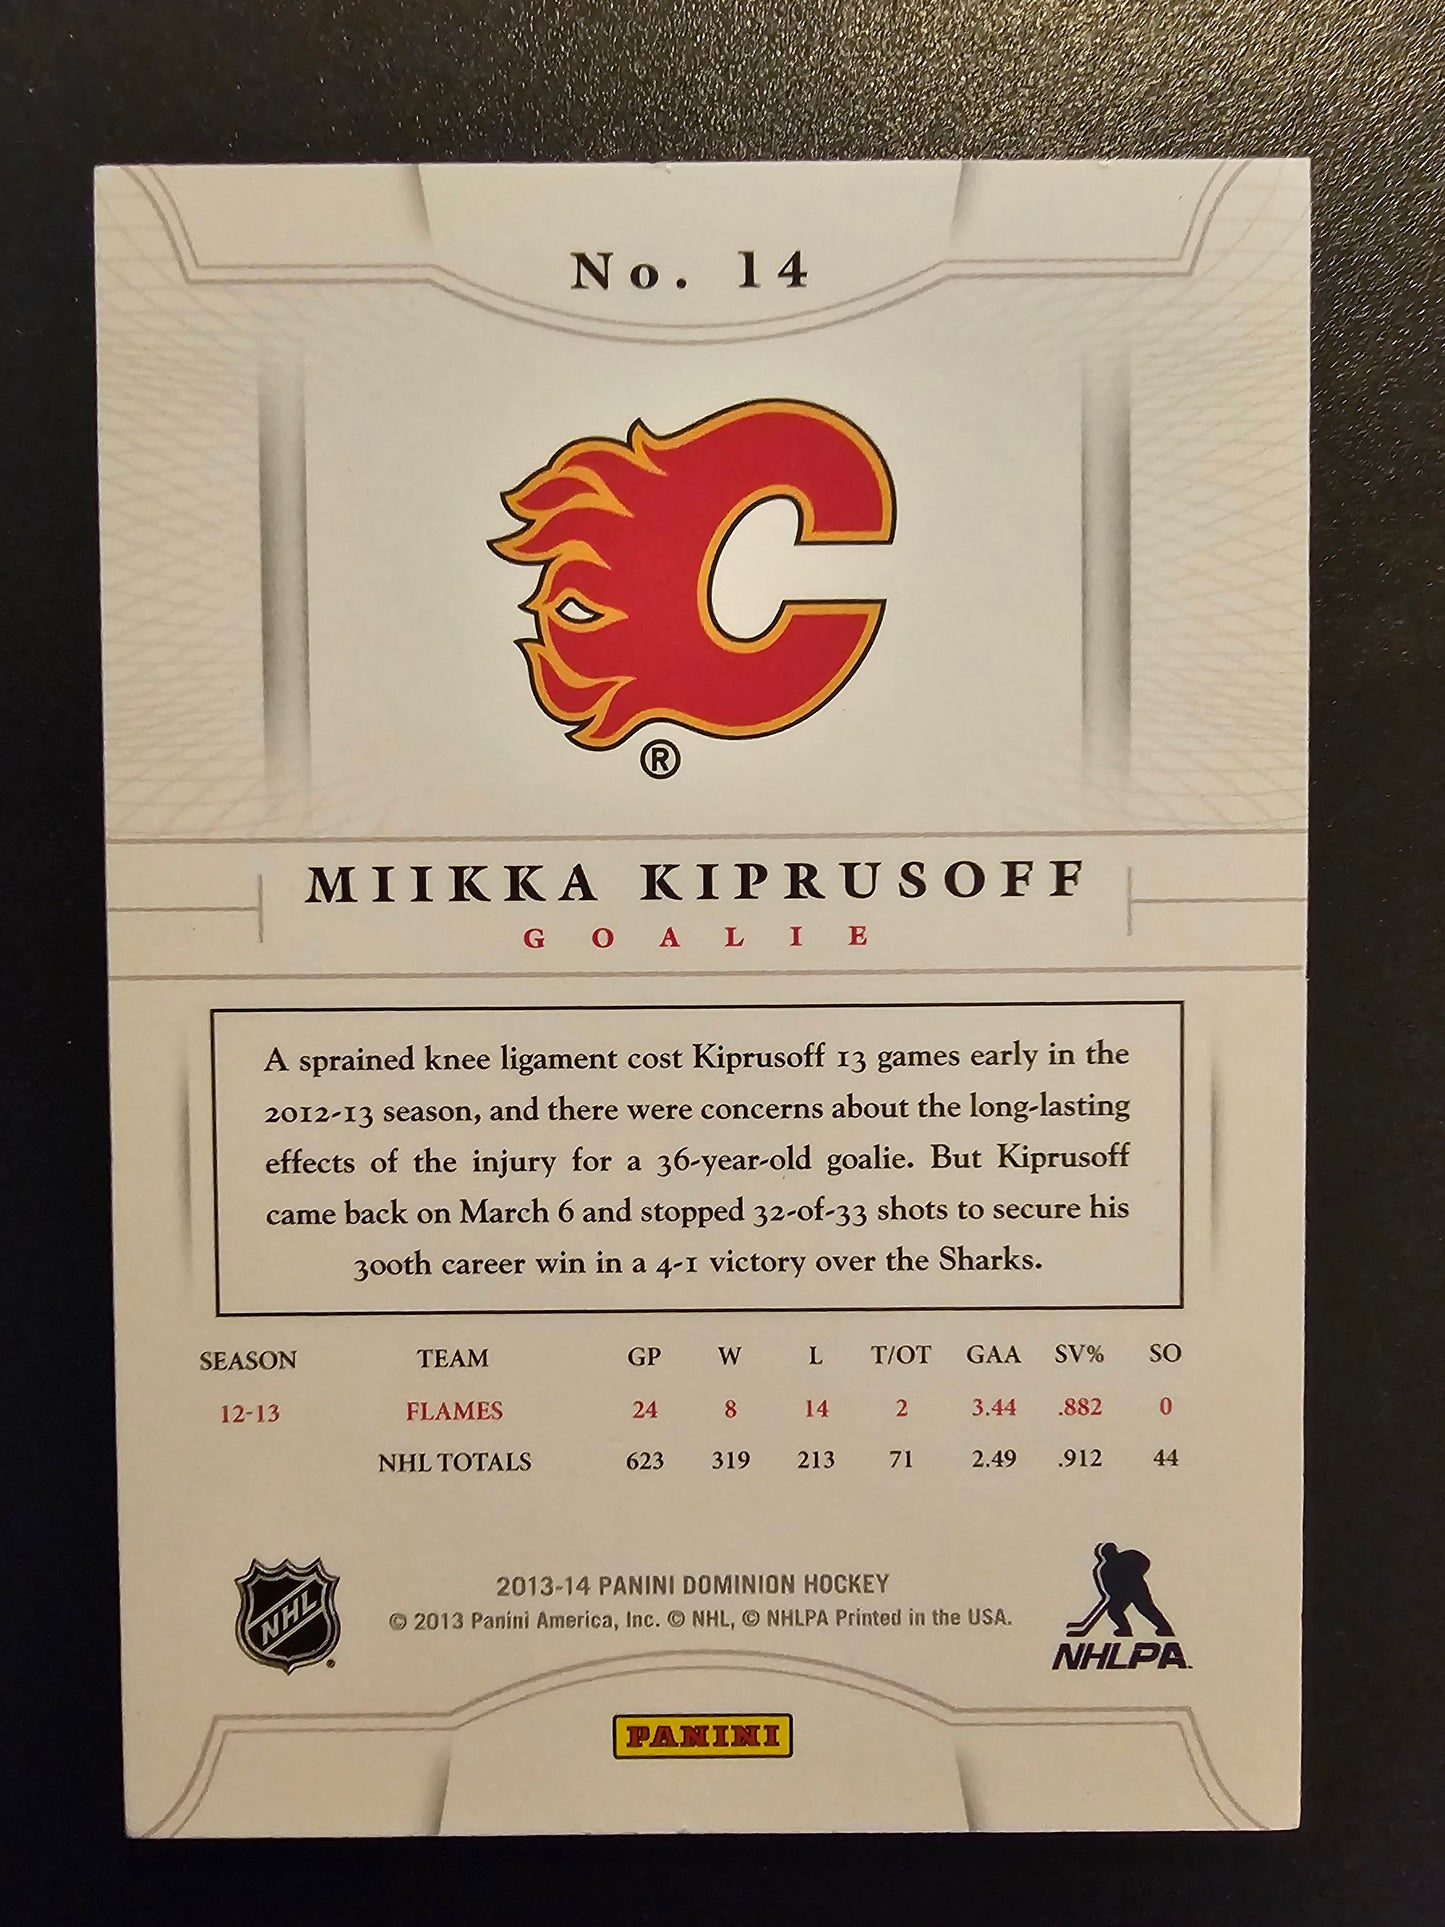 No. 14
®
MIIKKA KIPRUSOFF
GOALIE
A sprained knee ligament cost Kiprusoff 13 games early in the
2012-13 season, and there were concerns about the long-lasting
effects of the injury for a 36-year-old goalie. But Kiprusoff
came back on March 6 and stopped 32-of-33 shots to secure his
300th career win in a 4-1 victory over the Sharks.
SEASON TEAM GP W L T/OT GAA SV% SO
12-13 FLAMES 24 8 14 2 3.44 .882 0
NHL TOTALS 623 319 213 71 2.49 .912 44
NHL
2013-14 PANINI DOMINION HOCKEY
© 2013 Panini America, Inc. © NHL, © NHLPA Printed in the USA.
NHLPA
PANINI